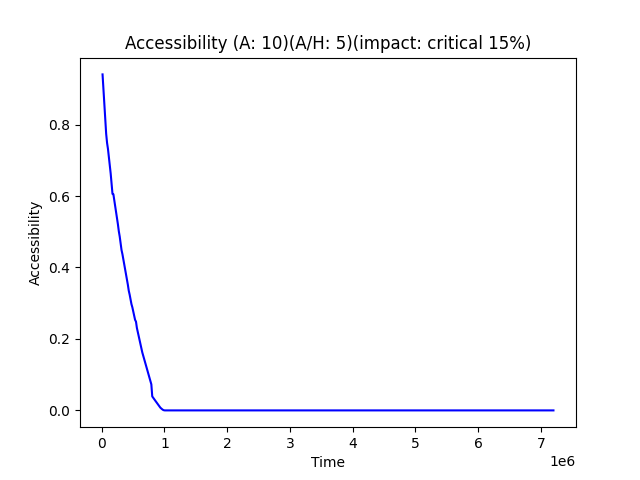 Accessibility (A: 10)(A/H: 5)(impact: critical 15%)
0.8
0.6
0.4
0.2
0.0
Accessibility
0 1 2 3 4 5 6 7
1e6
Time